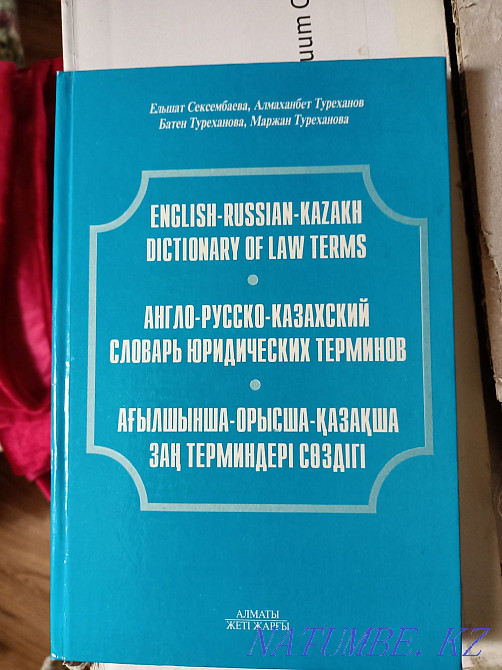 uum C
Ельшат Сексембаева, Алмаханбет Туреханов
Батен Туреханова, Маржан Туреханова
ENGLISH-RUSSIAN-KAZAKH
DICTIONARY OF LAW TERMS
АНГЛО-РУССКО-КАЗАХСКИЙ
СЛОВАРЬ ЮРИДИЧЕСКИХ ТЕРМИНОВ
АҒЫЛШЫНША-ОРЫСША-ҚАЗАҚША
ЗАҢ ТЕРМИНДЕРІ СӨЗДІГІ
АЛМАТЫ
ЖЕТІ ЖАРҒЫ
NATUMBE. KZ